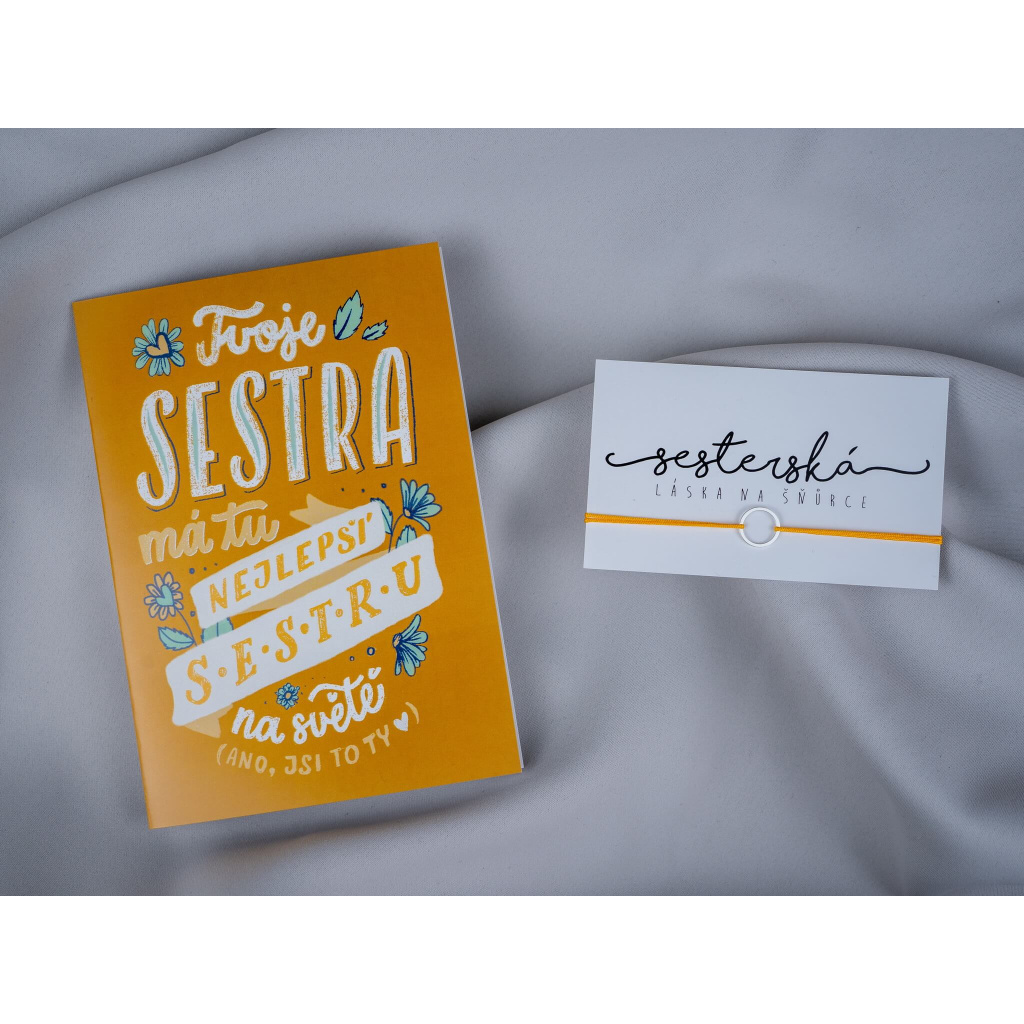 Tvoje
SESTRA
má tu
NEJLEPŠÍ
S·E·S·T·R·U
na světě
(ANO, JSI TO TY ♥)
sesterská
LÁSKA NA ŠŇŮRCE